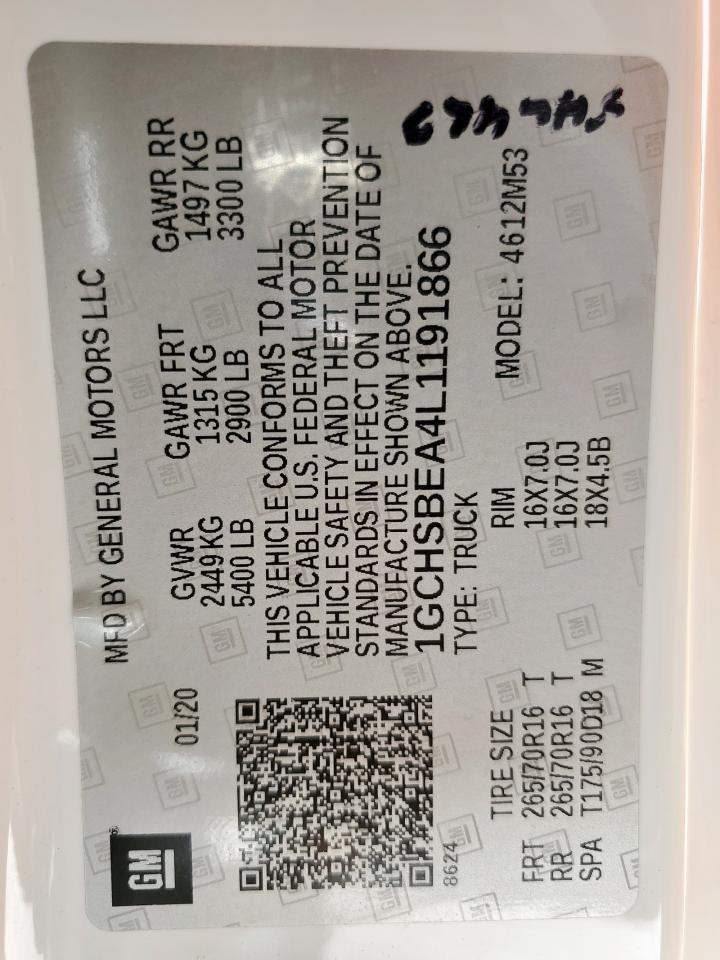 GM
MFD BY GENERAL MOTORS LLC
01/20
GVWR GAWR FRT GAWR RR
2449 KG 1315 KG 1497 KG
5400 LB 2900 LB 3300 LB
THIS VEHICLE CONFORMS TO ALL
APPLICABLE U.S. FEDERAL MOTOR
VEHICLE SAFETY AND THEFT PREVENTION
STANDARDS IN EFFECT ON THE DATE OF
MANUFACTURE SHOWN ABOVE.
1GCHSBEA4L1191866
TYPE: TRUCK
8624
MODEL: 4612M53
TIRE SIZE RIM
FRT 265/70R16 T 16X7.0J
RR 265/70R16 T 16X7.0J
SPA T175/90D18 M 18X4.5B